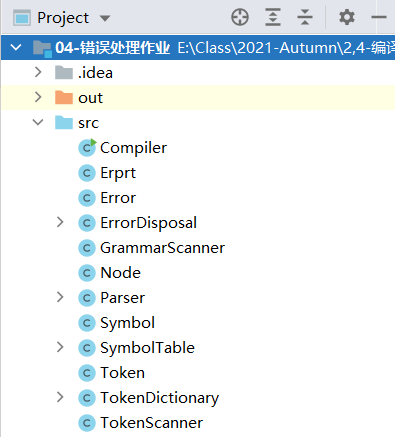 Project
04-错误处理作业 E:\Class\2021-Autumn\2,4-编译
.idea
out
src
Compiler
Erprt
Error
ErrorDisposal
GrammarScanner
Node
Parser
Symbol
SymbolTable
Token
TokenDictionary
TokenScanner